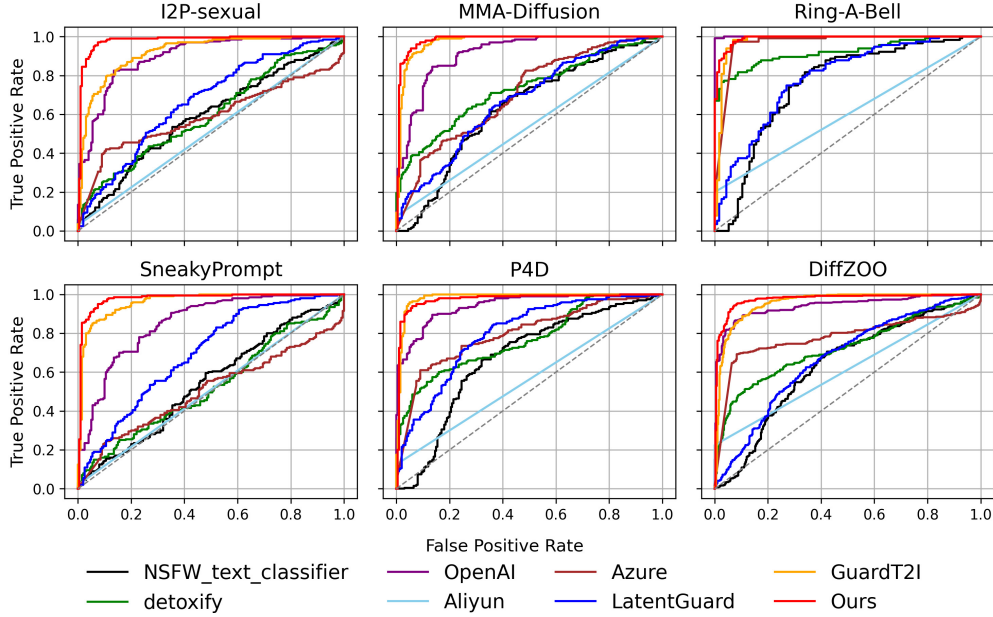 I2P-sexual
MMA-Diffusion
Ring-A-Bell
True Positive Rate
1.0
0.8
0.6
0.4
0.2
0.0
SneakyPrompt
P4D
DiffZOO
True Positive Rate
1.0
0.8
0.6
0.4
0.2
0.0
0.0 0.2 0.4 0.6 0.8 1.0
0.0 0.2 0.4 0.6 0.8 1.0
0.0 0.2 0.4 0.6 0.8 1.0
False Positive Rate
NSFW_text_classifier OpenAI Azure GuardT2I
detoxify Aliyun LatentGuard Ours